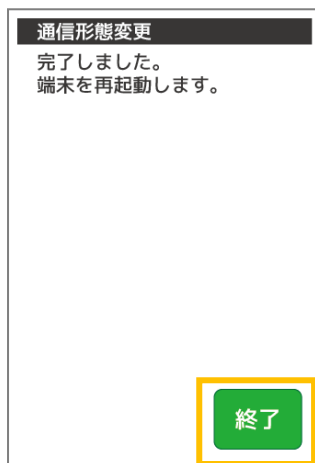 通信形態変更
完了しました。
端末を再起動します。
終了